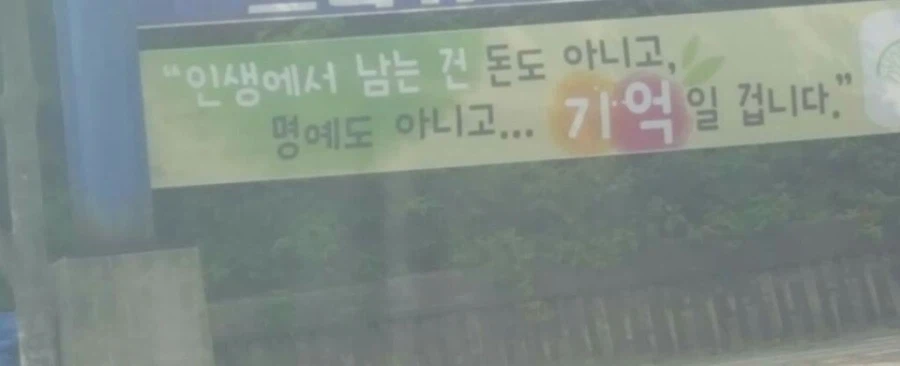 “인생에서 남는 건 돈도 아니고,
명예도 아니고... 기억일 겁니다.”